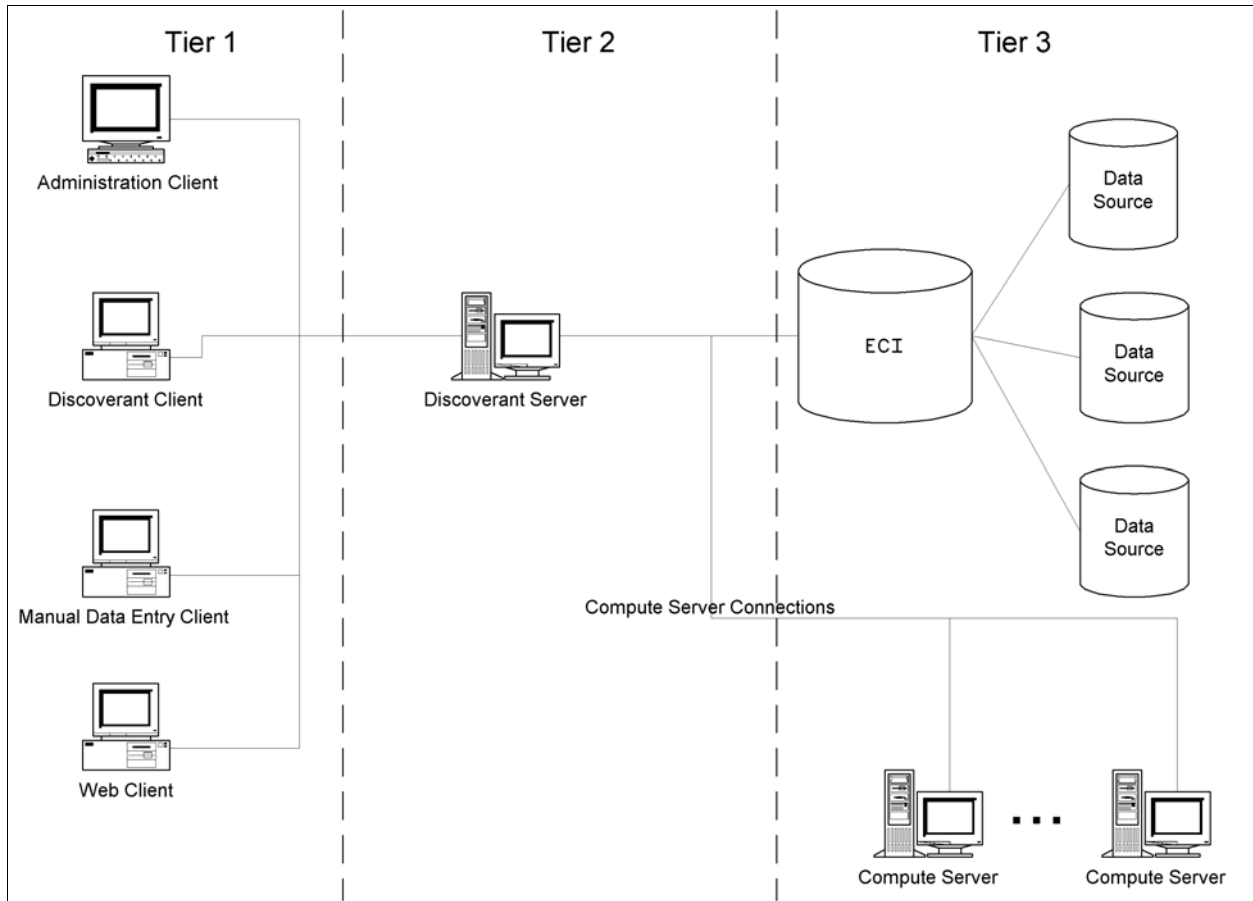 Tier 1
Tier 2
Tier 3
Administration Client
Discoverant Client
Manual Data Entry Client
Web Client
Discoverant Server
ECI
Data
Source
Data
Source
Data
Source
Compute Server Connections
Compute Server
...
Compute Server